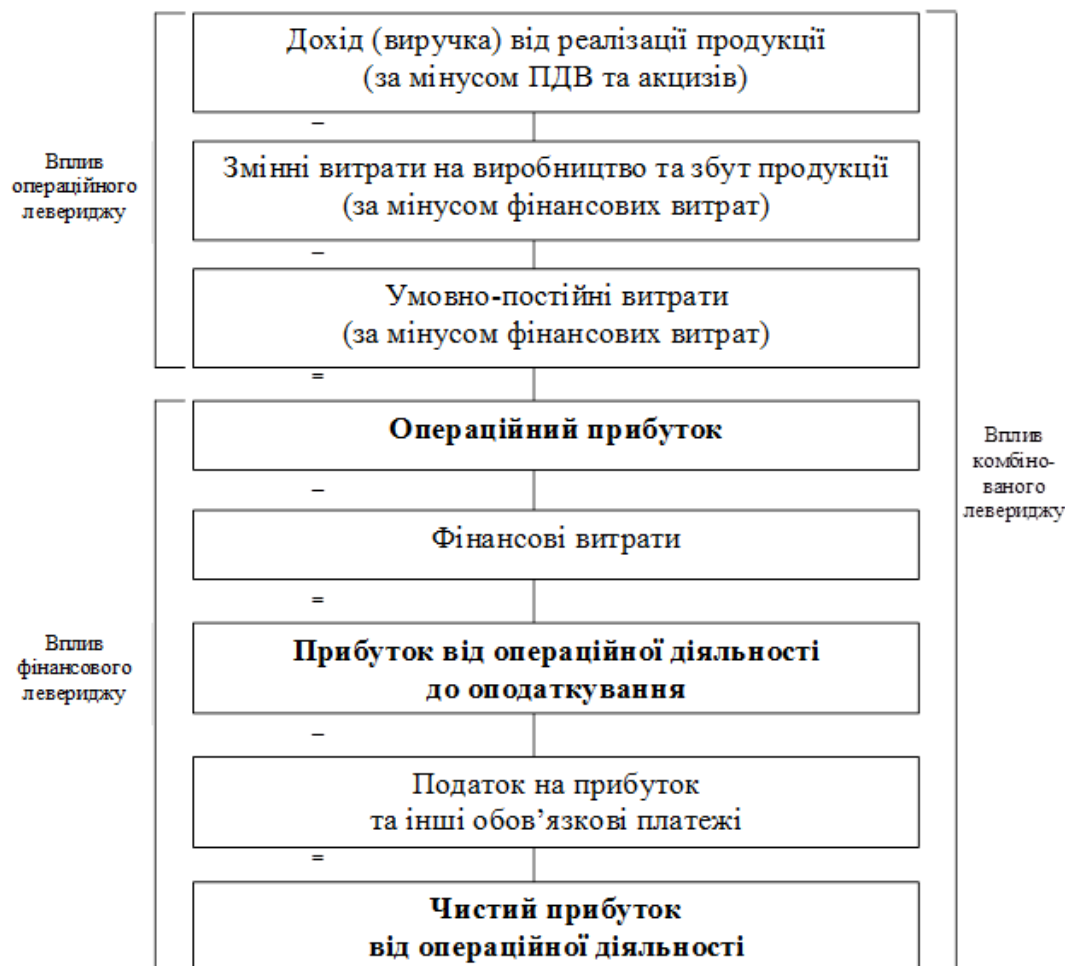 Дохід (виручка) від реалізації продукції
(за мінусом ПДВ та акцизів)
–
Змінні витрати на виробництво та збут продукції
(за мінусом фінансових витрат)
–
Умовно-постійні витрати
(за мінусом фінансових витрат)
=
Вплив
операційного
левериджу
Операційний прибуток
–
Фінансові витрати
=
Прибуток від операційної діяльності
до оподаткування
–
Податок на прибуток
та інші обов’язкові платежі
=
Чистий прибуток
від операційної діяльності
Вплив
фінансового
левериджу
Вплив
комбіно-
ваного
левериджу